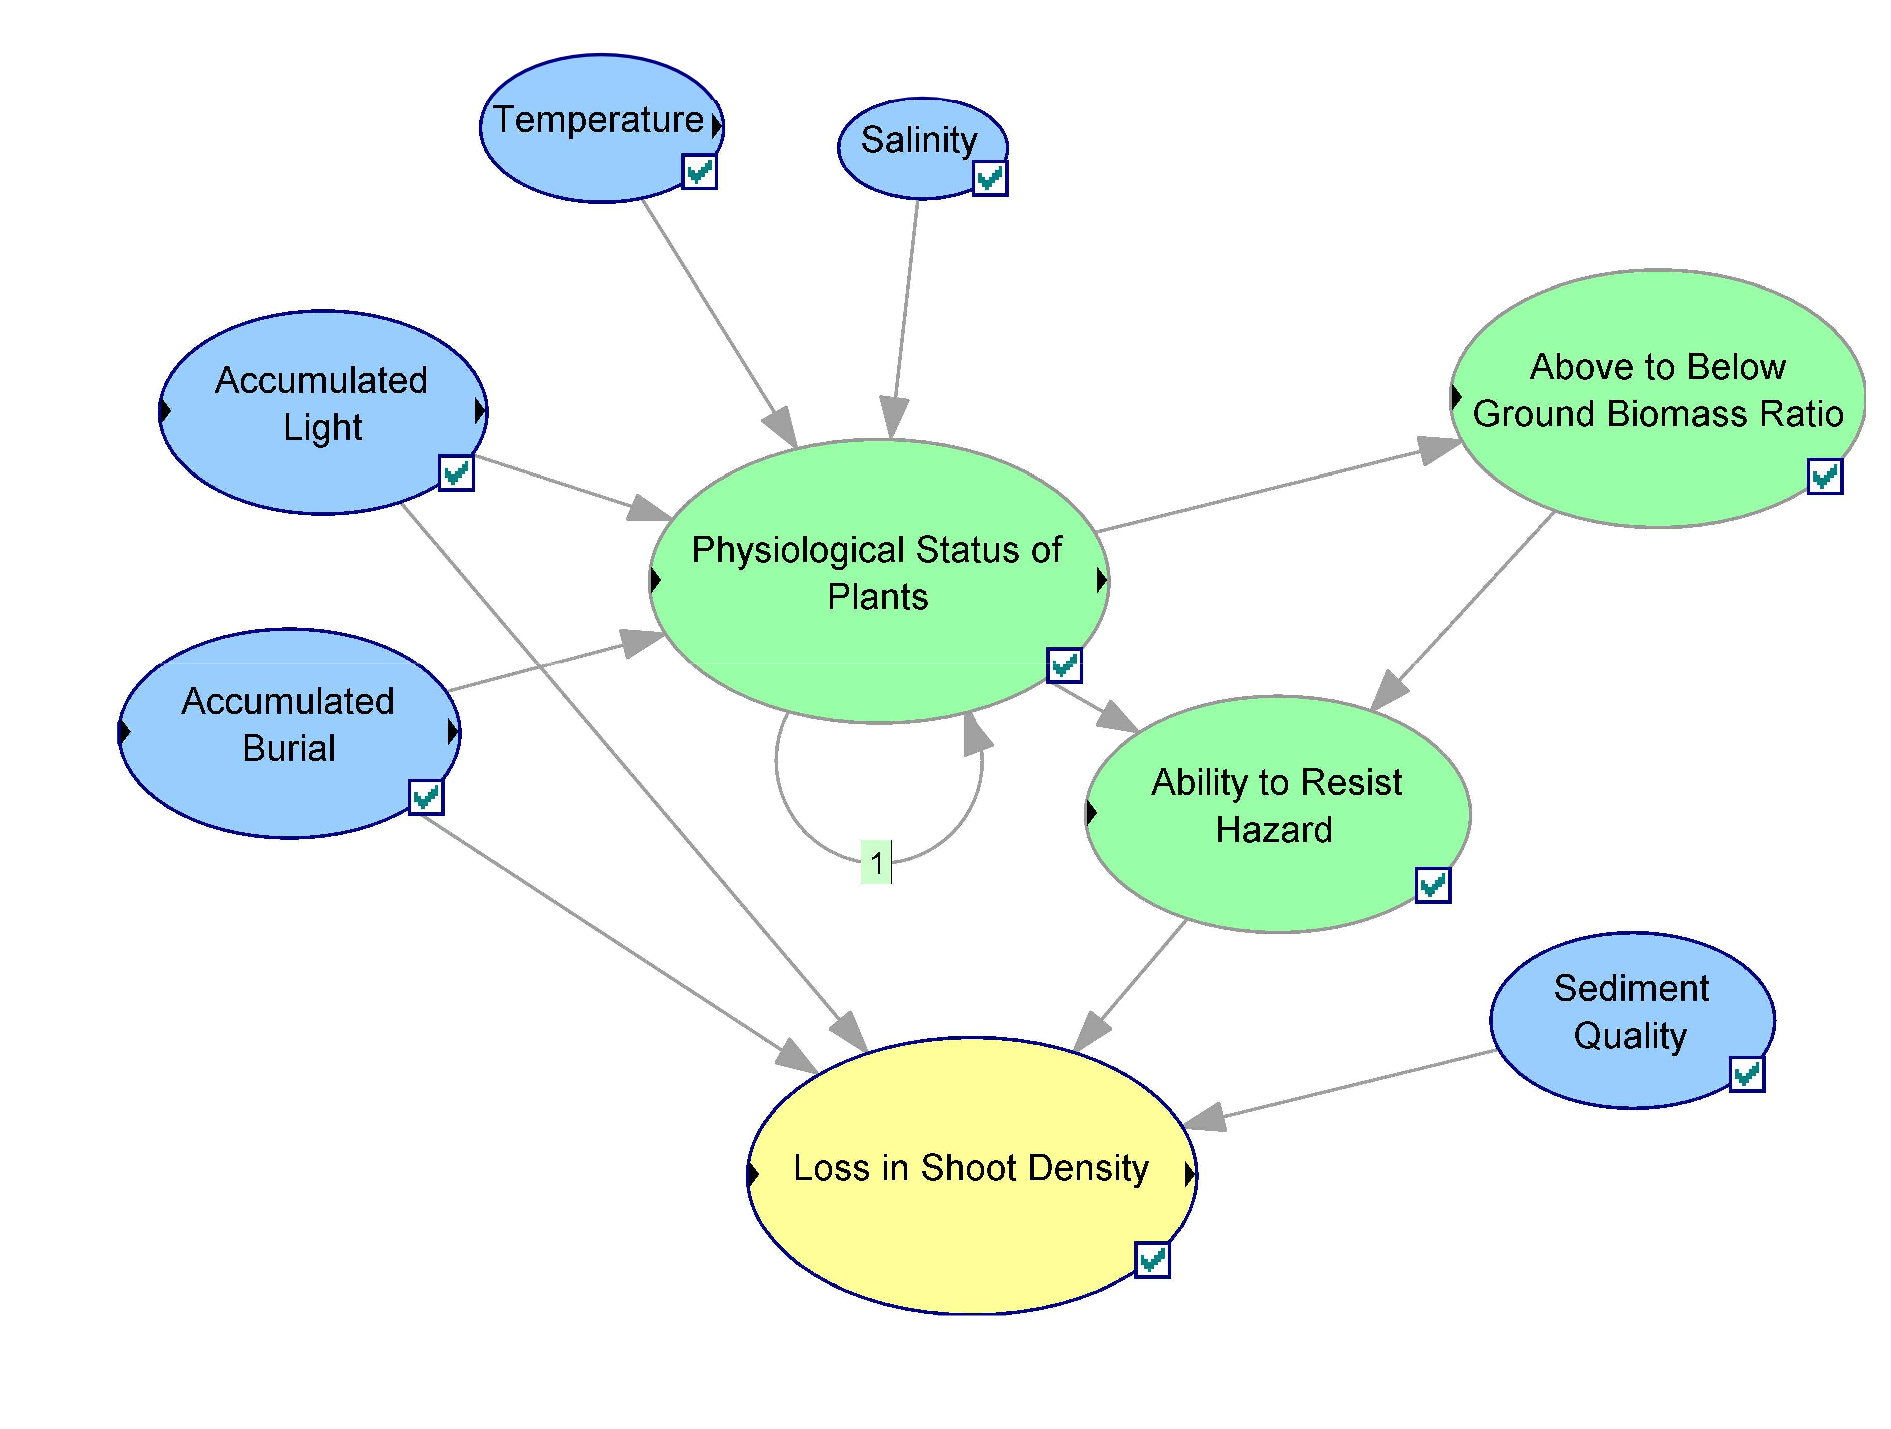 Temperature
Salinity
Accumulated
Light
Above to Below
Ground Biomass Ratio
Physiological Status of
Plants
Accumulated
Burial
Ability to Resist
Hazard
1
Sediment
Quality
Loss in Shoot Density